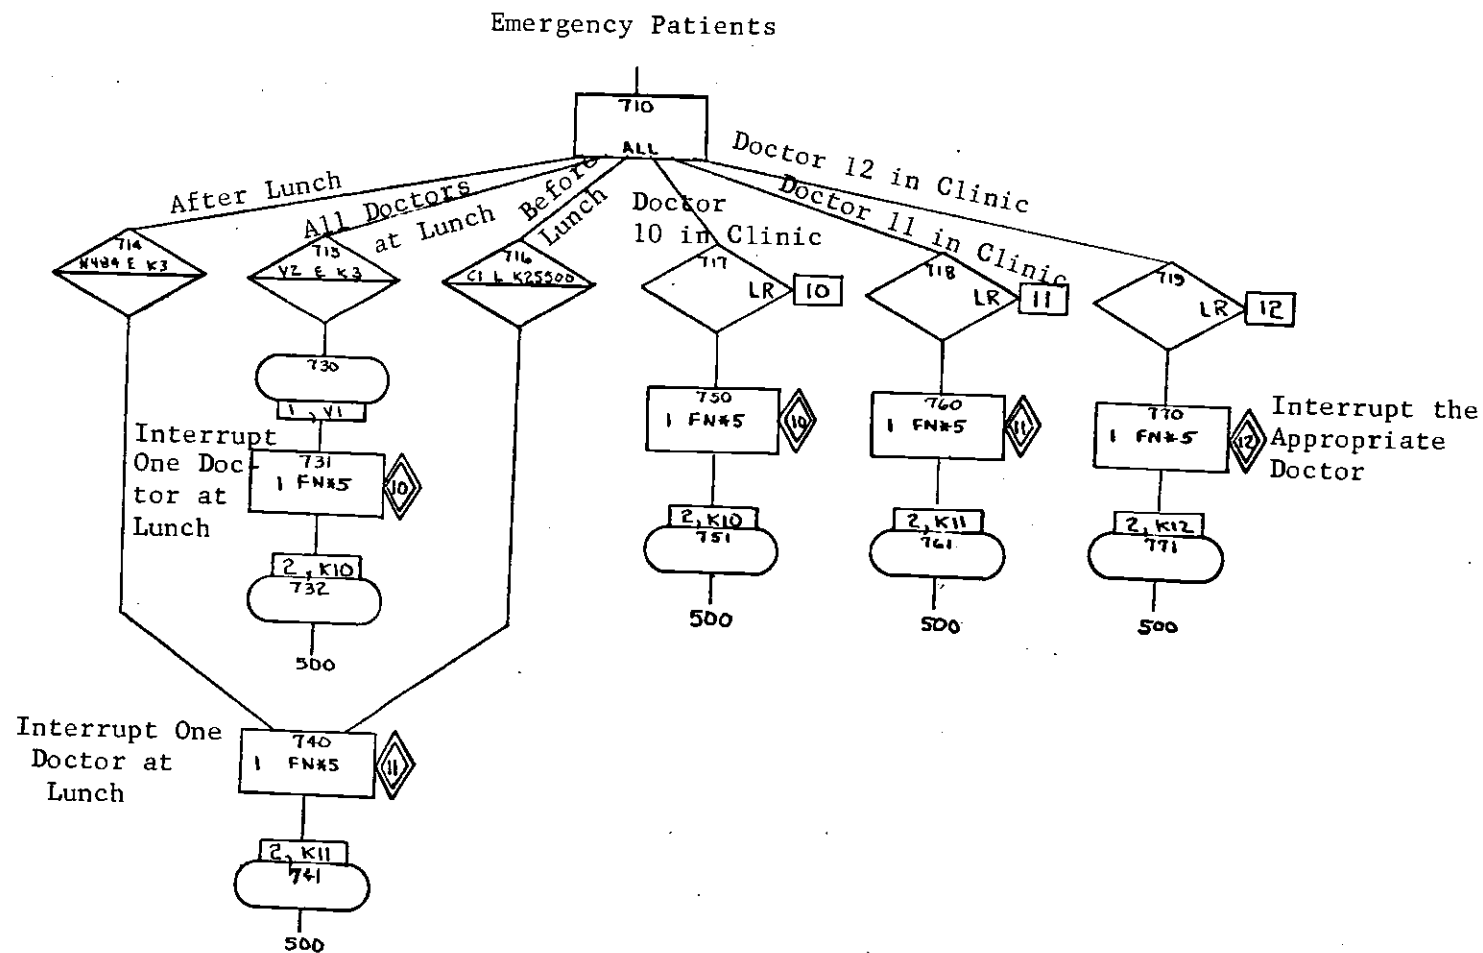 Emergency Patients
710
ALL
After Lunch
All Doctors
at Lunch
Before
Lunch
Doctor
10 in Clinic
Doctor 11 in Clinic
Doctor 12 in Clinic
714
N484 E K3
715
V2 E K3
716
C1 L K25500
717
LR 10
718
LR 11
719
LR 12
730
1, V1
Interrupt
One Doc-
tor at
Lunch
731
1 FN*5
10
2, K10
732
500
750
1 FN*5
10
2, K10
751
500
760
1 FN*5
11
2, K11
761
500
770
1 FN*5
12
Interrupt the
Appropriate
Doctor
2, K12
771
500
Interrupt One
Doctor at
Lunch
740
1 FN*5
11
2, K11
741
500